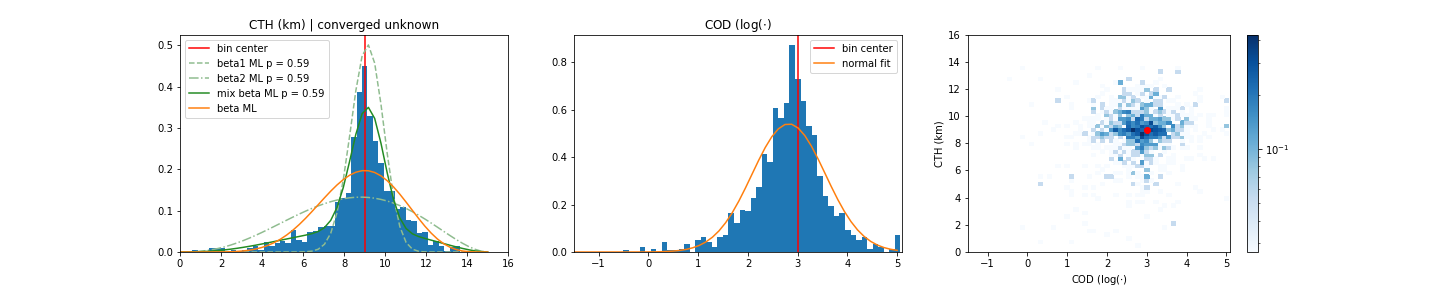 CTH (km) | converged unknown
bin center
beta1 ML p = 0.59
beta2 ML p = 0.59
mix beta ML p = 0.59
beta ML
0.5
0.4
0.3
0.2
0.1
0.0
0 2 4 6 8 10 12 14 16
COD (log(·)
bin center
normal fit
0.8
0.6
0.4
0.2
0.0
−1 0 1 2 3 4 5
16
14
12
10
8
6
4
2
0
CTH (km)
−1 0 1 2 3 4 5
COD (log(·)
10⁻¹